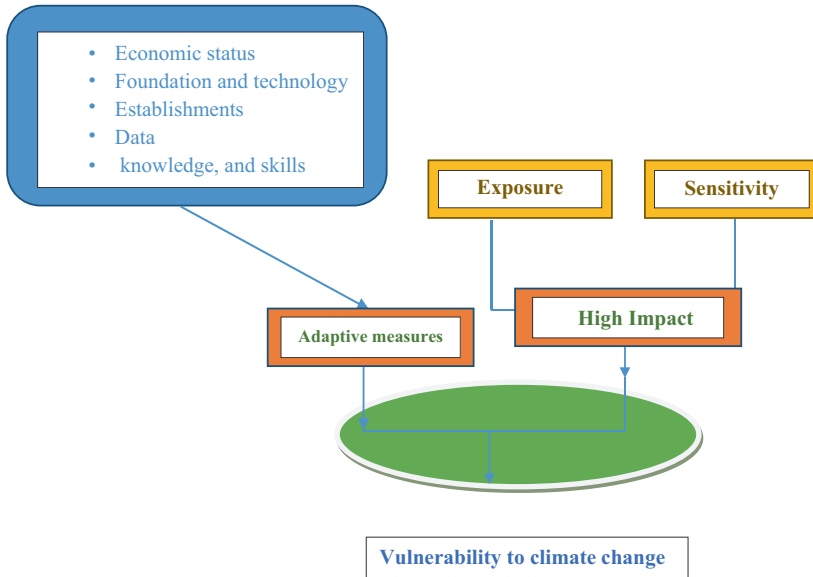 • Economic status
• Foundation and technology
• Establishments
• Data
• knowledge, and skills
Exposure
Sensitivity
Adaptive measures
High Impact
Vulnerability to climate change